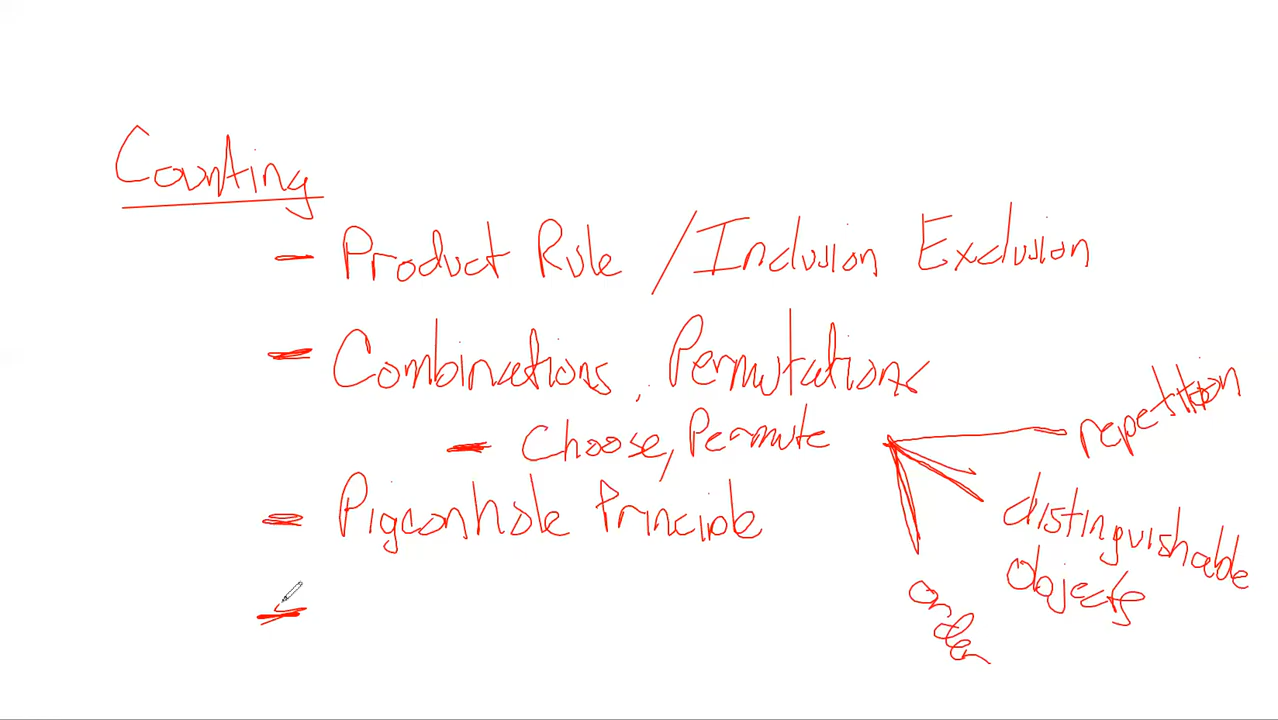 Counting
- Product Rule / Inclusion Exclusion
- Combinations, Permutations
- Choose, Permute
repetition
distinguishable
objects
order
- Pigeonhole Principle
-